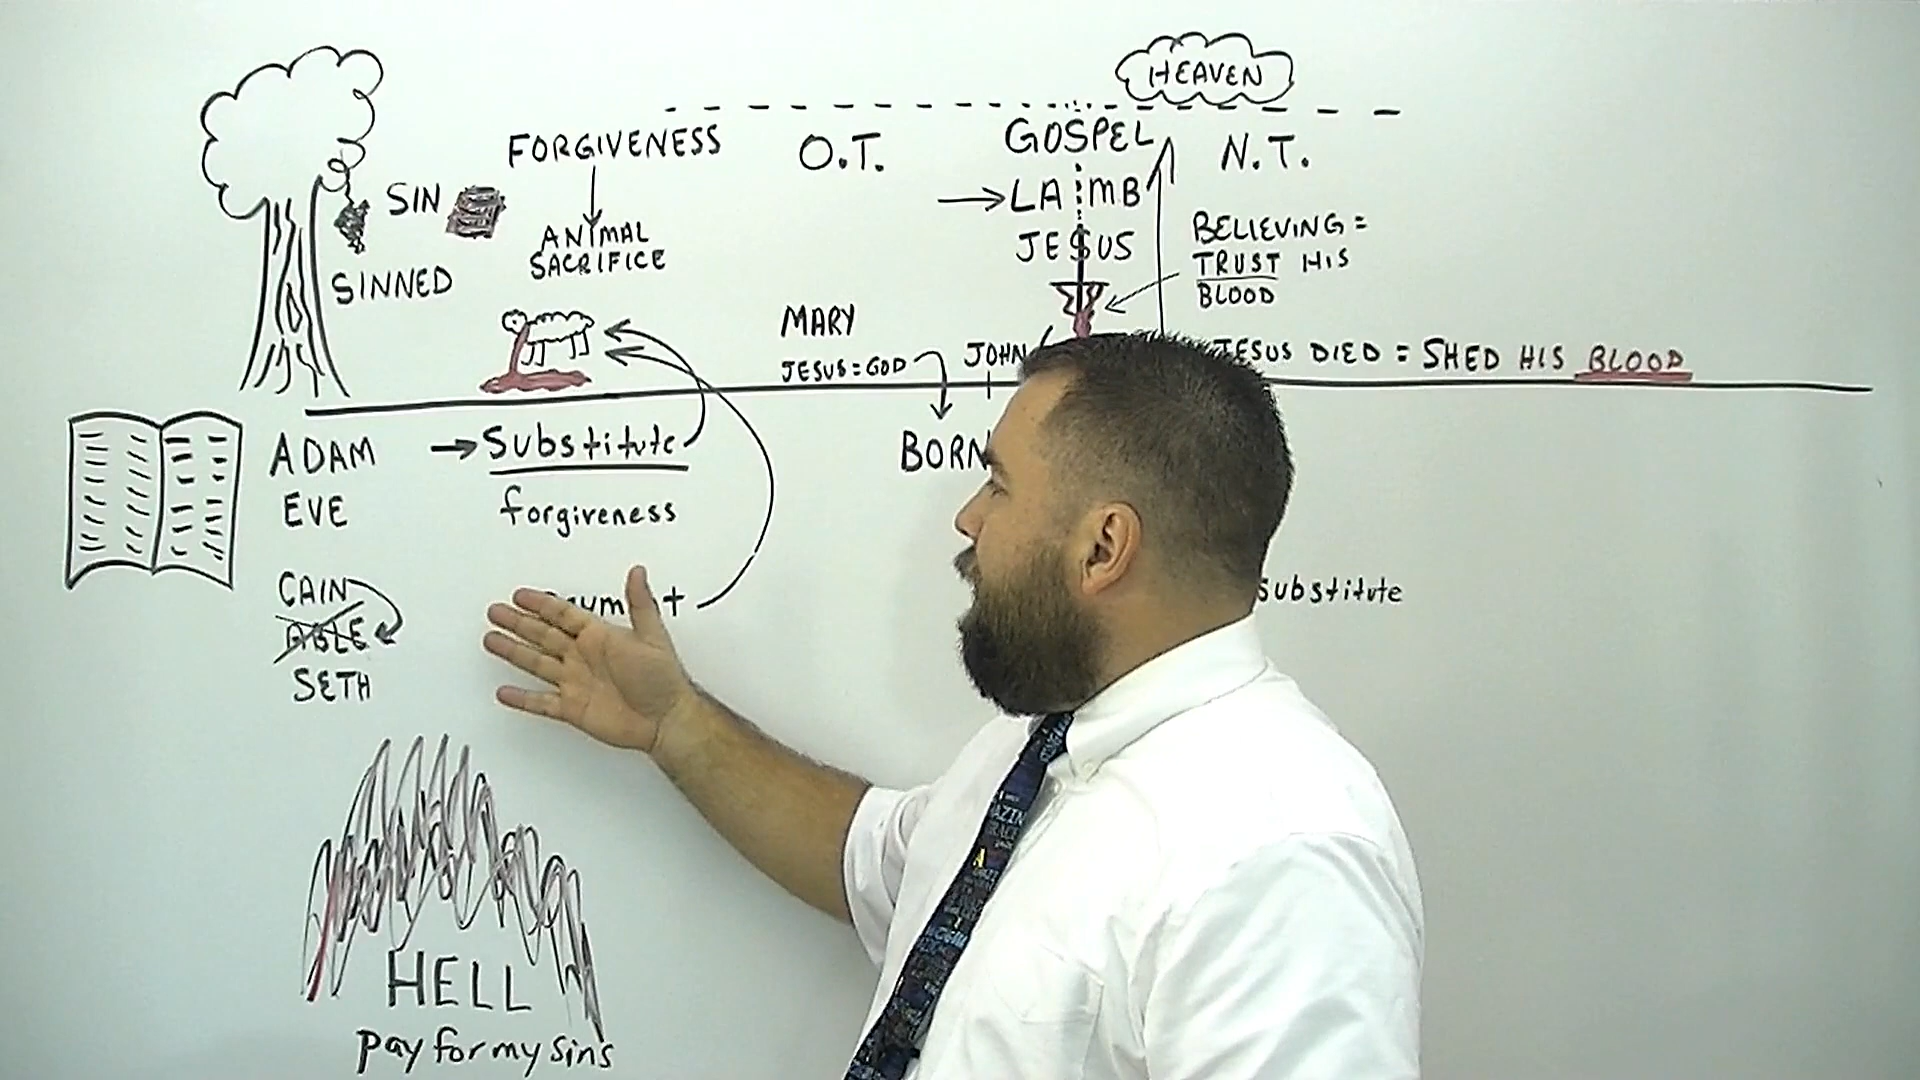 HEAVEN
FORGIVENESS
O.T.
GOSPEL
N.T.
SIN
LAMB
ANIMAL
SACRIFICE
JESUS
BELIEVING =
TRUST HIS
BLOOD
SINNED
MARY
JESUS = GOD
JOHN
JESUS DIED = SHED HIS BLOOD
ADAM
EVE
Substitute
forgiveness
BORN
CAIN
ABLE
SETH
Substitute
HELL
pay for my sins